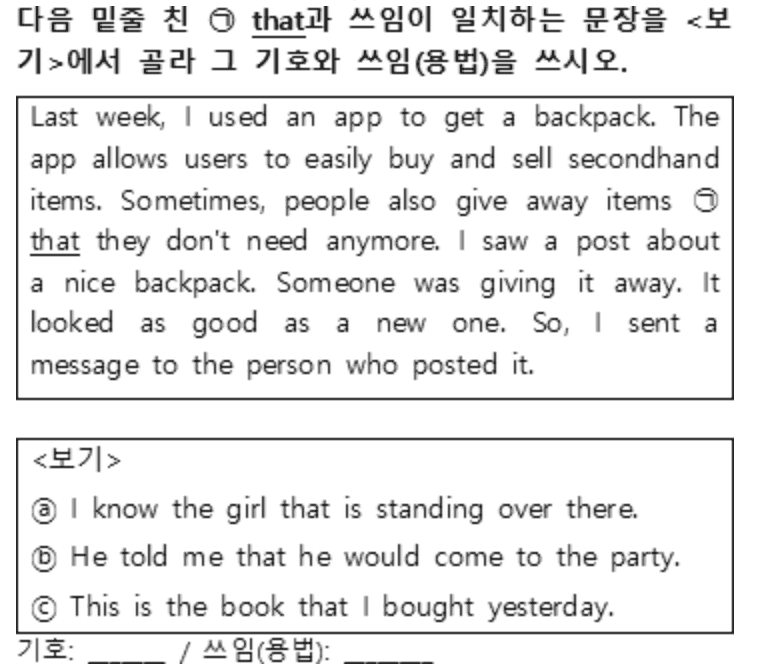 다음 밑줄 친 ㉠ that과 쓰임이 일치하는 문장을 <보
기>에서 골라 그 기호와 쓰임(용법)을 쓰시오.
Last week, I used an app to get a backpack. The
app allows users to easily buy and sell secondhand
items. Sometimes, people also give away items ㉠
that they don't need anymore. I saw a post about
a nice backpack. Someone was giving it away. It
looked as good as a new one. So, I sent a
message to the person who posted it.
<보기>
ⓐ I know the girl that is standing over there.
ⓑ He told me that he would come to the party.
ⓒ This is the book that I bought yesterday.
기호: ______ / 쓰임(용법): _______